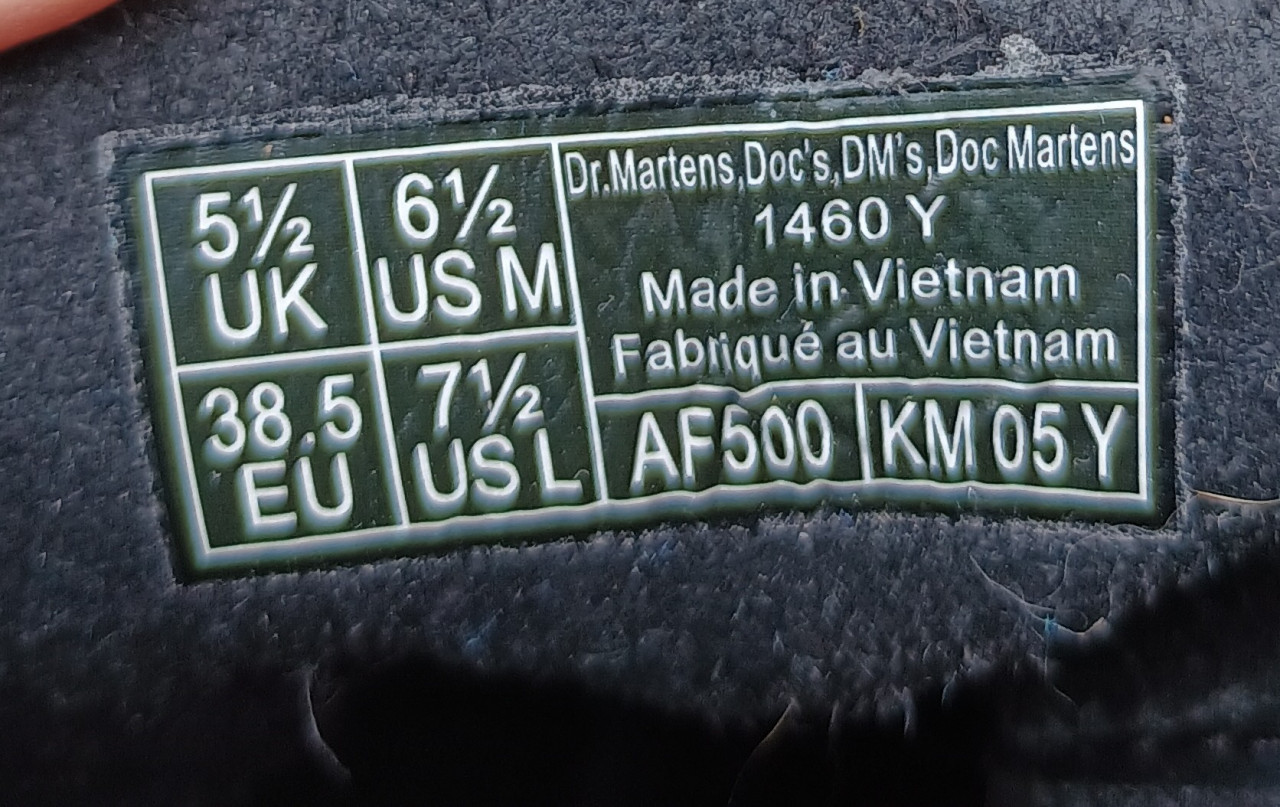 5½
UK
6½
US M
38.5
EU
7½
US L
Dr.Martens,Doc's,DM's,Doc Martens
1460 Y
Made in Vietnam
Fabriqué au Vietnam
AF500
KM 05 Y